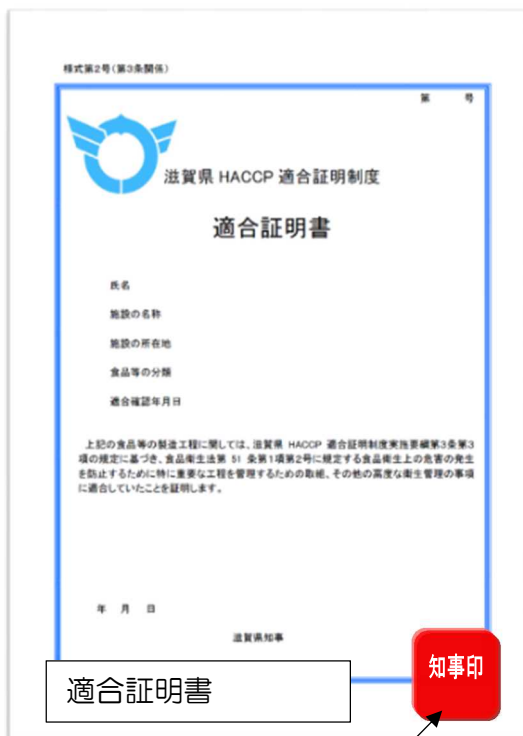 様式第2号(第3条関係)
第 号
滋賀県 HACCP 適合証明制度
適合証明書
氏名
施設の名称
施設の所在地
食品等の分類
適合確認年月日
上記の食品等の製造工程に関しては、滋賀県 HACCP 適合証明制度実施要綱第3条第3
項の規定に基づき、食品衛生法第 51 条第1項第2号に規定する食品衛生上の危害の発生
を防止するために特に重要な工程を管理するための取組、その他の高度な衛生管理の事項
に適合していたことを証明します。
年 月 日
滋賀県知事
知事印
適合証明書